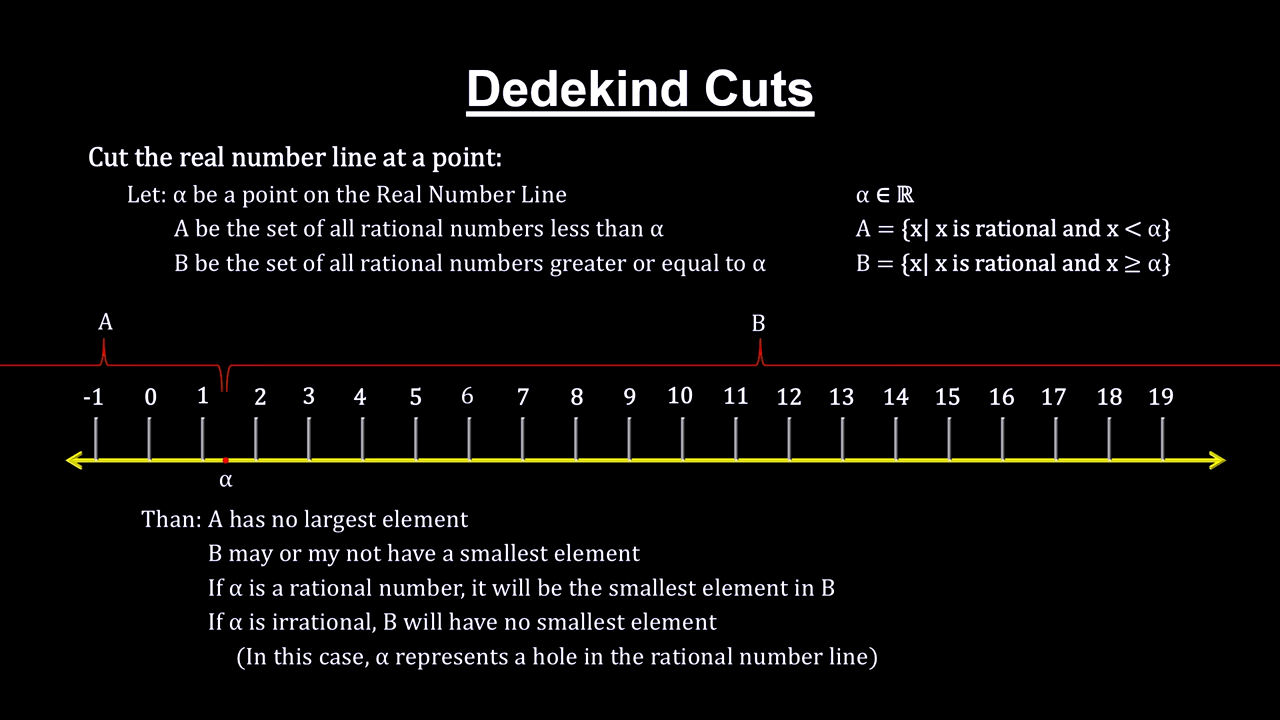 Dedekind Cuts
Cut the real number line at a point:
Let: α be a point on the Real Number Line
α ∈ ℝ
A be the set of all rational numbers less than α
A = {x| x is rational and x < α}
B be the set of all rational numbers greater or equal to α
B = {x| x is rational and x ≥ α}
A B
-1 0 1 2 3 4 5 6 7 8 9 10 11 12 13 14 15 16 17 18 19
α
Than: A has no largest element
B may or my not have a smallest element
If α is a rational number, it will be the smallest element in B
If α is irrational, B will have no smallest element
(In this case, α represents a hole in the rational number line)